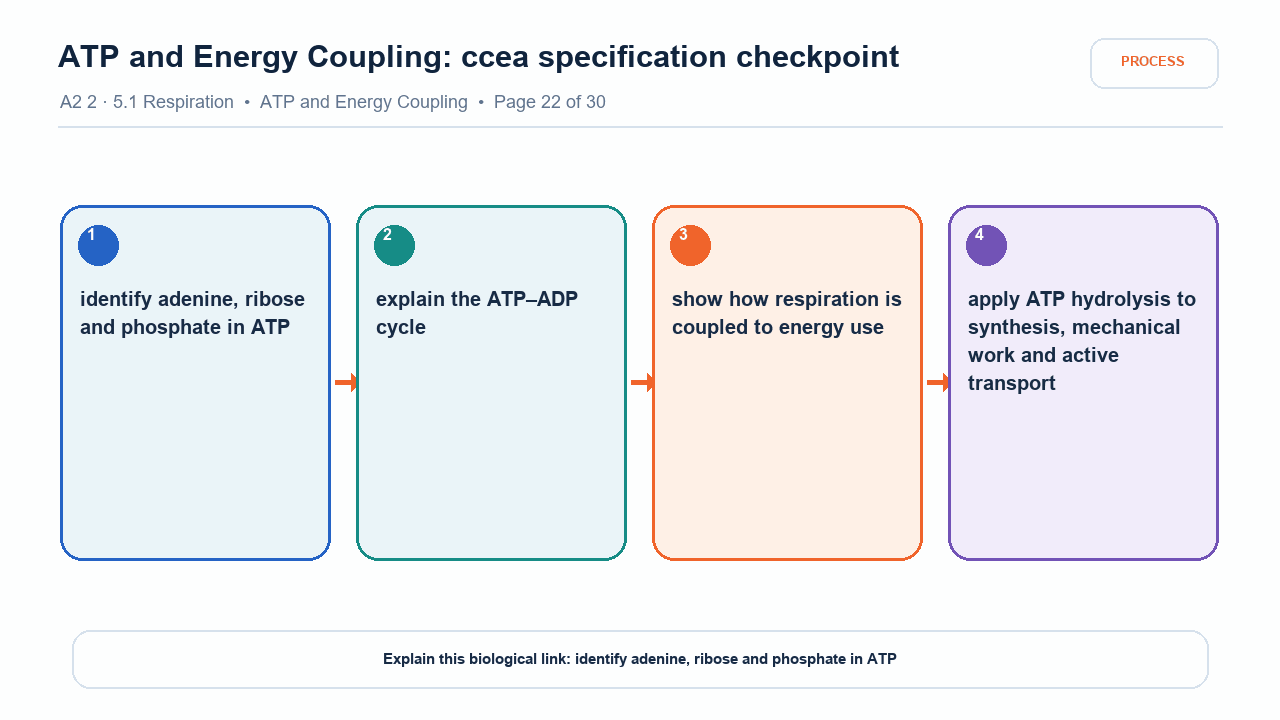 ATP and Energy Coupling: ccea specification checkpoint
PROCESS
A2 2 · 5.1 Respiration • ATP and Energy Coupling • Page 22 of 30
1
identify adenine, ribose
and phosphate in ATP
2
explain the ATP–ADP
cycle
3
show how respiration is
coupled to energy use
4
apply ATP hydrolysis to
synthesis, mechanical
work and active
transport
Explain this biological link: identify adenine, ribose and phosphate in ATP